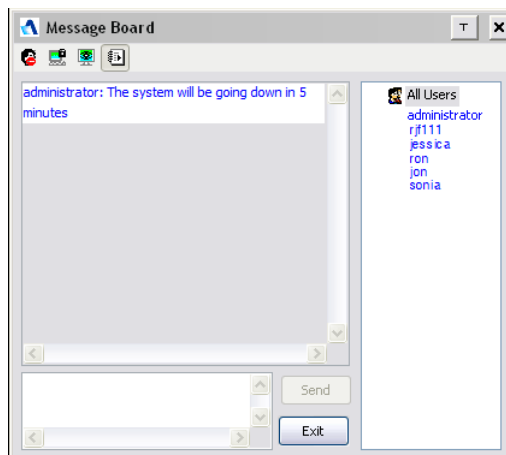 Message Board
T
administrator: The system will be going down in 5
minutes
All Users
administrator
rjf111
jessica
ron
jon
sonia
Send
Exit